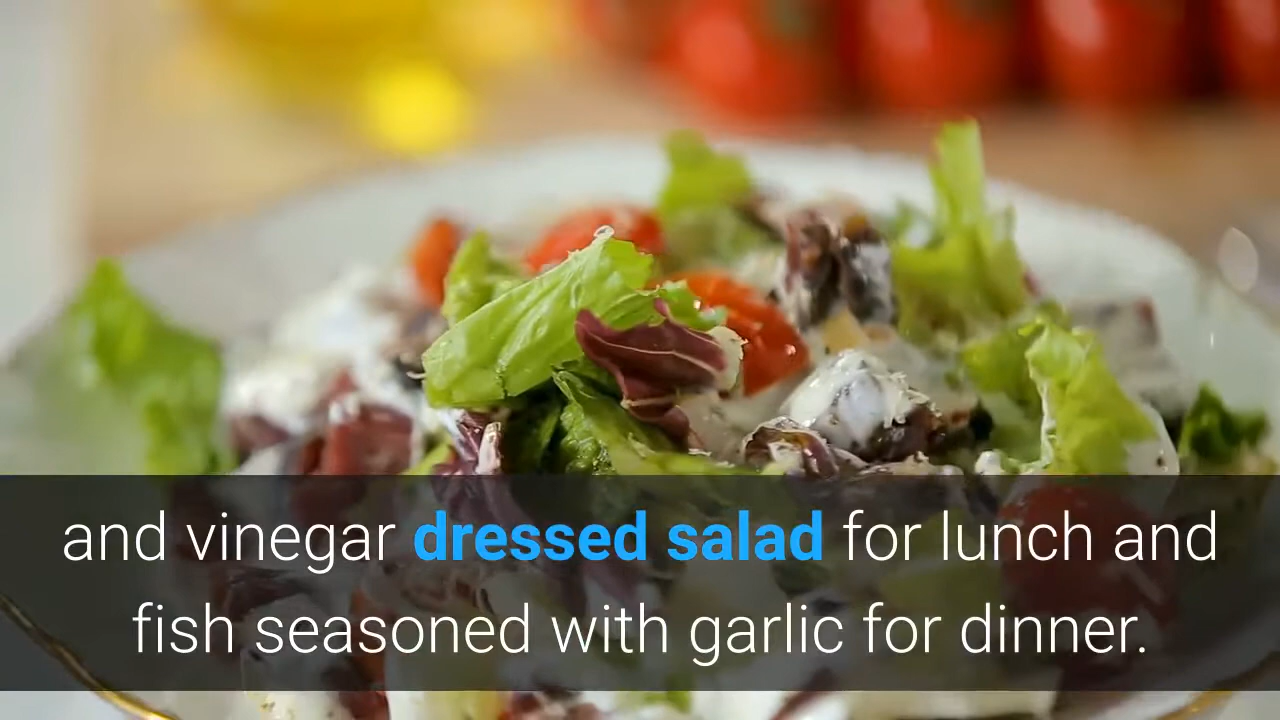 and vinegar dressed salad for lunch and
fish seasoned with garlic for dinner.